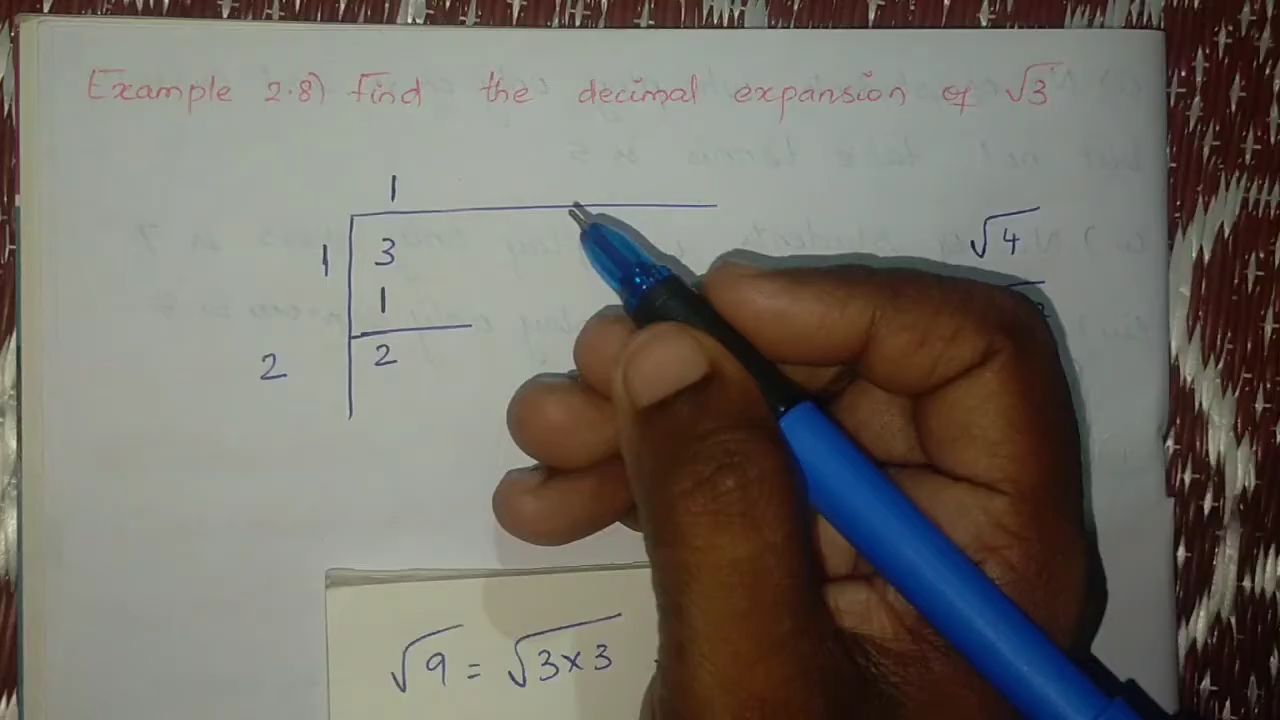 Example 2.8) Find the decimal expansion of √3
1
1 3
1
2 2
√4
√9 = √3×3